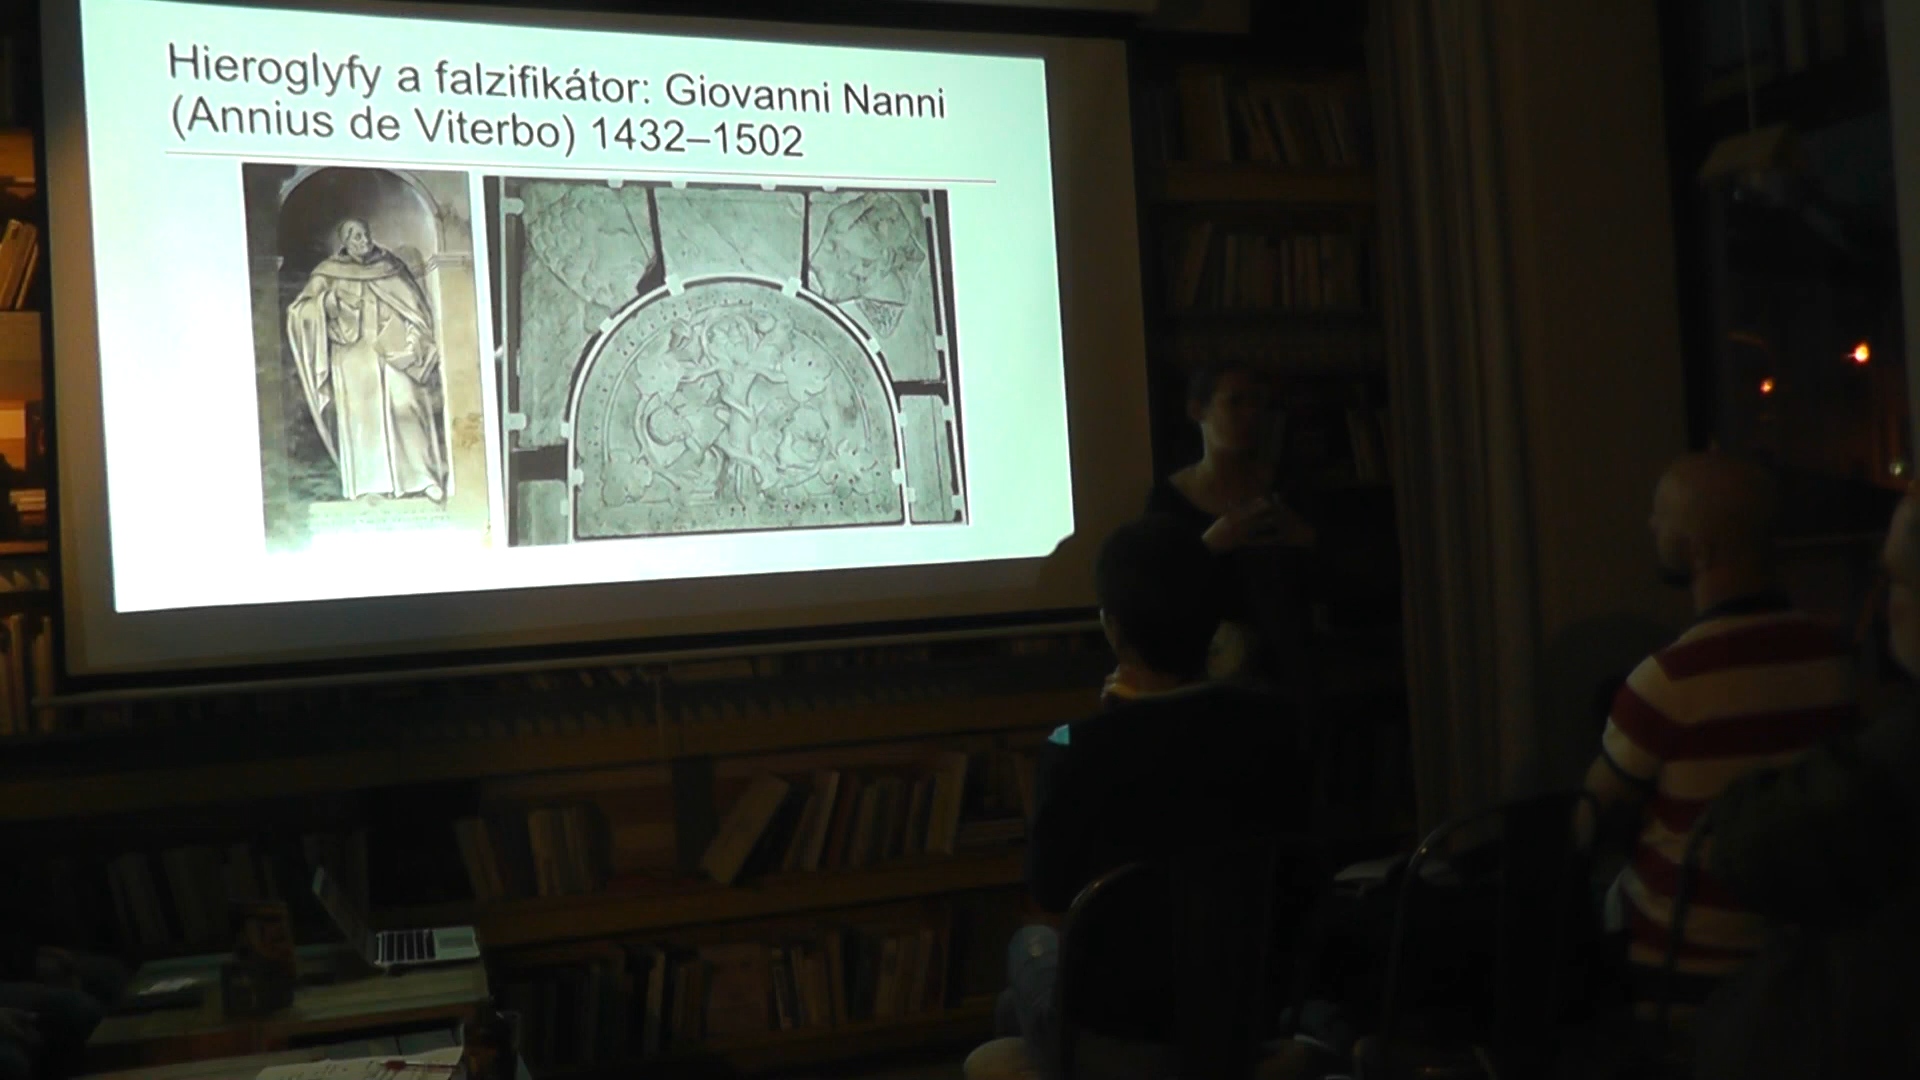 Hieroglyfy a falzifikátor: Giovanni Nanni
(Annius de Viterbo) 1432–1502